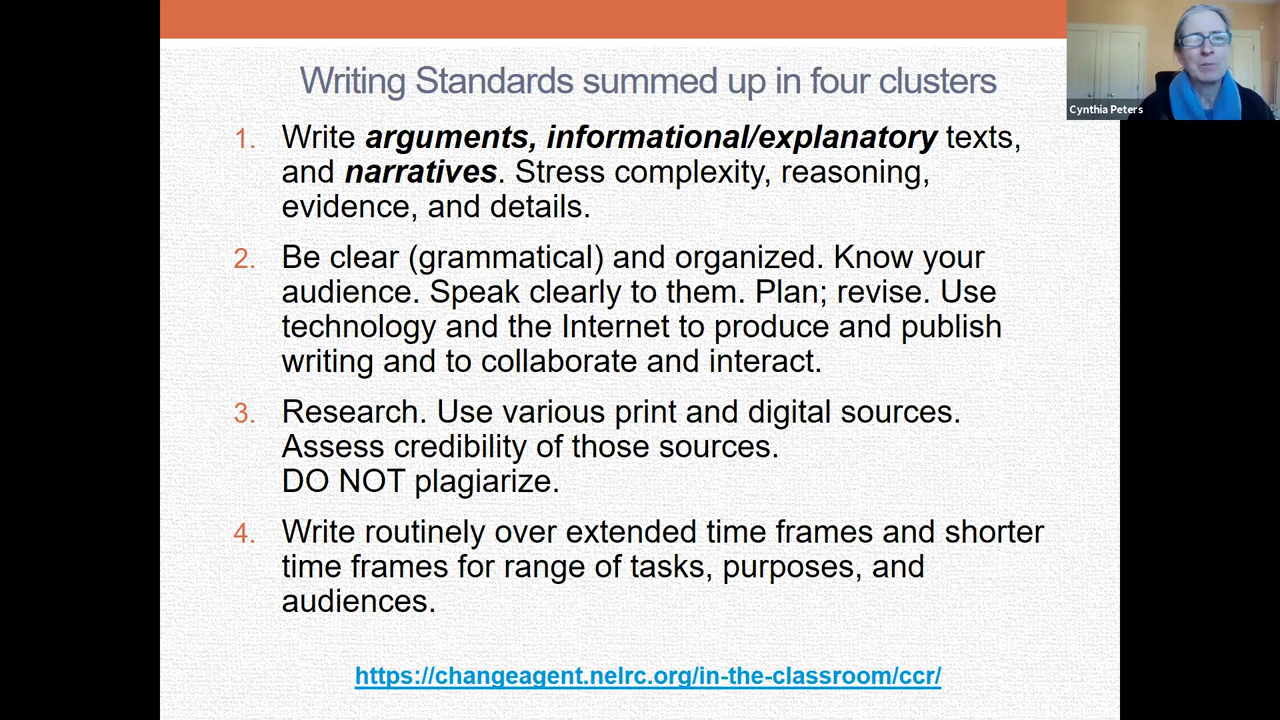 Writing Standards summed up in four clusters
Cynthia Peters
1. Write arguments, informational/explanatory texts,
and narratives. Stress complexity, reasoning,
evidence, and details.
2. Be clear (grammatical) and organized. Know your
audience. Speak clearly to them. Plan; revise. Use
technology and the Internet to produce and publish
writing and to collaborate and interact.
3. Research. Use various print and digital sources.
Assess credibility of those sources.
DO NOT plagiarize.
4. Write routinely over extended time frames and shorter
time frames for range of tasks, purposes, and
audiences.
https://changeagent.nelrc.org/in-the-classroom/ccr/